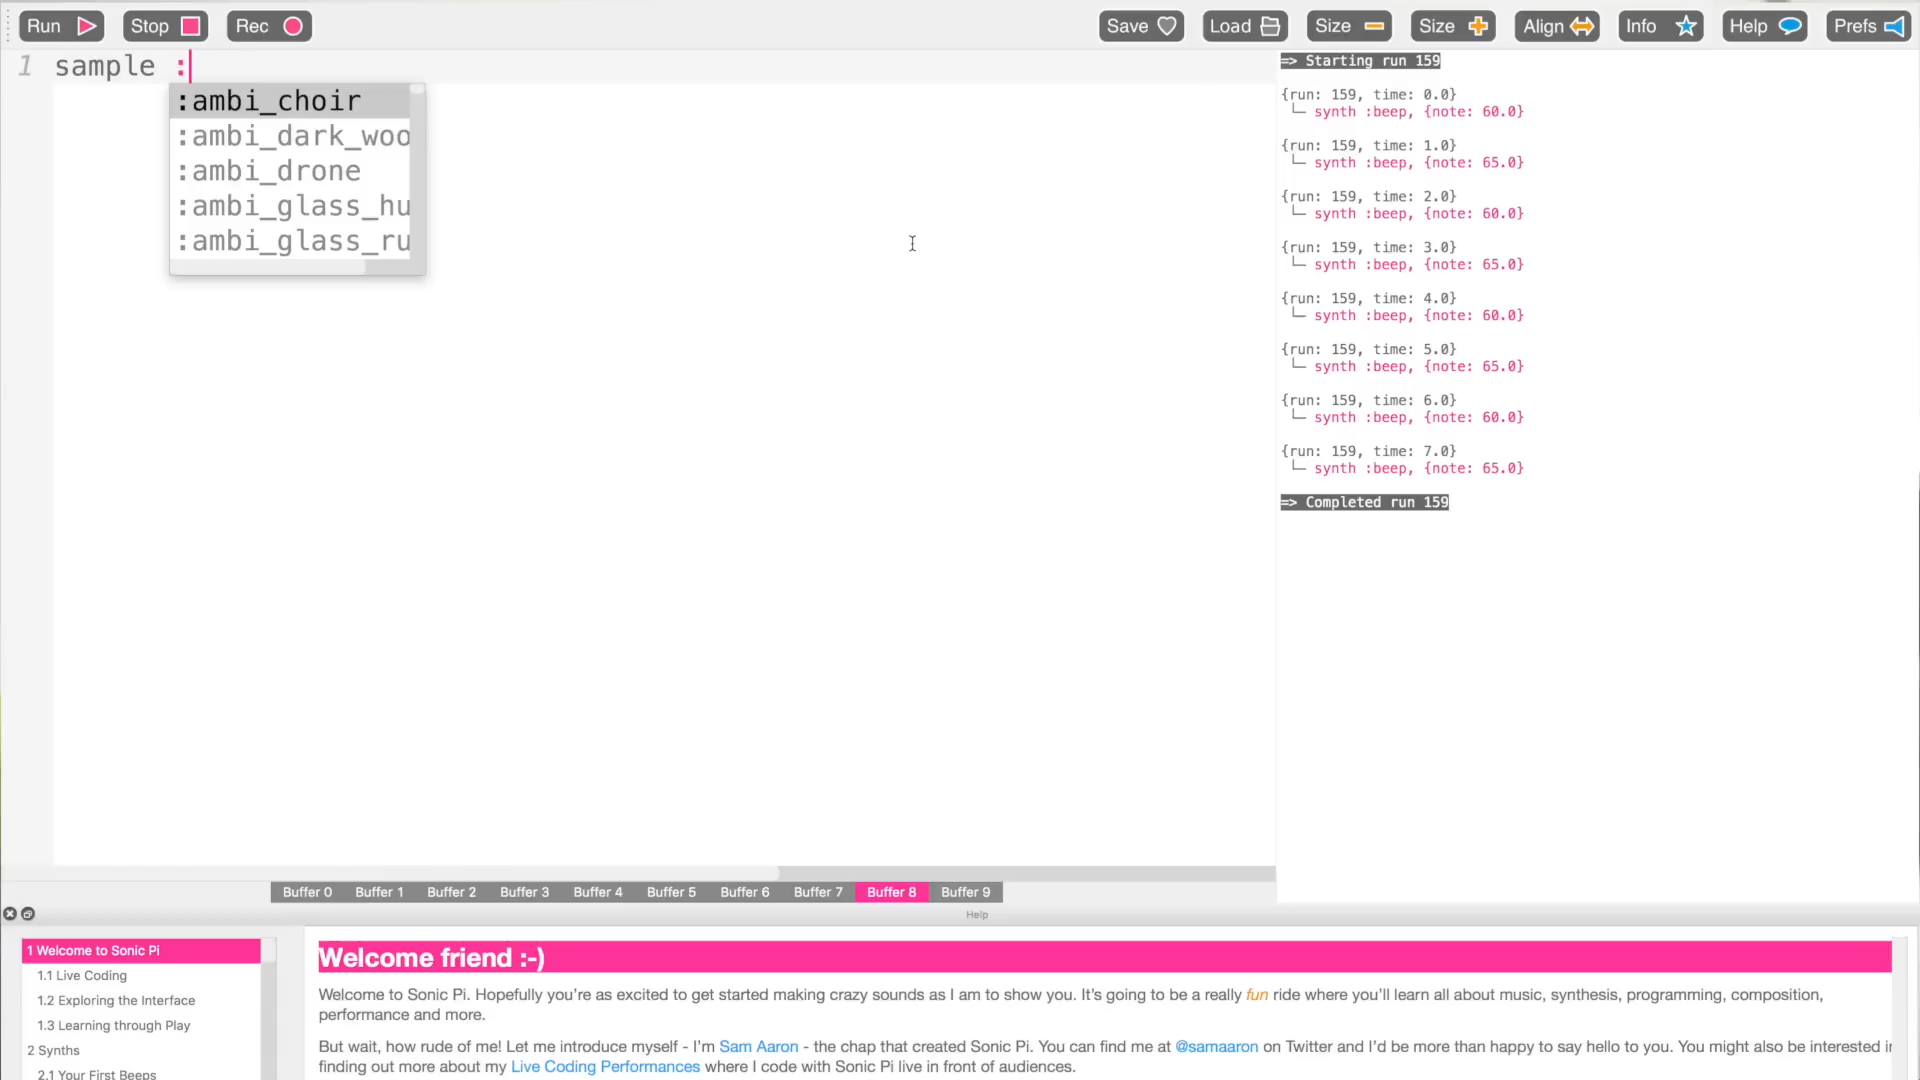 Run Stop Rec Save Load Size Size Align Info Help Prefs
1 sample :
:ambi_choir
:ambi_dark_woo
:ambi_drone
:ambi_glass_hu
:ambi_glass_ru
=> Starting run 159
{run: 159, time: 0.0}
└─ synth :beep, {note: 60.0}
{run: 159, time: 1.0}
└─ synth :beep, {note: 65.0}
{run: 159, time: 2.0}
└─ synth :beep, {note: 60.0}
{run: 159, time: 3.0}
└─ synth :beep, {note: 65.0}
{run: 159, time: 4.0}
└─ synth :beep, {note: 60.0}
{run: 159, time: 5.0}
└─ synth :beep, {note: 65.0}
{run: 159, time: 6.0}
└─ synth :beep, {note: 60.0}
{run: 159, time: 7.0}
└─ synth :beep, {note: 65.0}
=> Completed run 159
Buffer 0 Buffer 1 Buffer 2 Buffer 3 Buffer 4 Buffer 5 Buffer 6 Buffer 7 Buffer 8 Buffer 9
Help
1 Welcome to Sonic Pi
1.1 Live Coding
1.2 Exploring the Interface
1.3 Learning through Play
2 Synths
2.1 Your First Beeps
Welcome friend :-)
Welcome to Sonic Pi. Hopefully you're as excited to get started making crazy sounds as I am to show you. It's going to be a really fun ride where you'll learn all about music, synthesis, programming, composition,
performance and more.
But wait, how rude of me! Let me introduce myself - I'm Sam Aaron - the chap that created Sonic Pi. You can find me at @samaaron on Twitter and I'd be more than happy to say hello to you. You might also be interested in
finding out more about my Live Coding Performances where I code with Sonic Pi live in front of audiences.